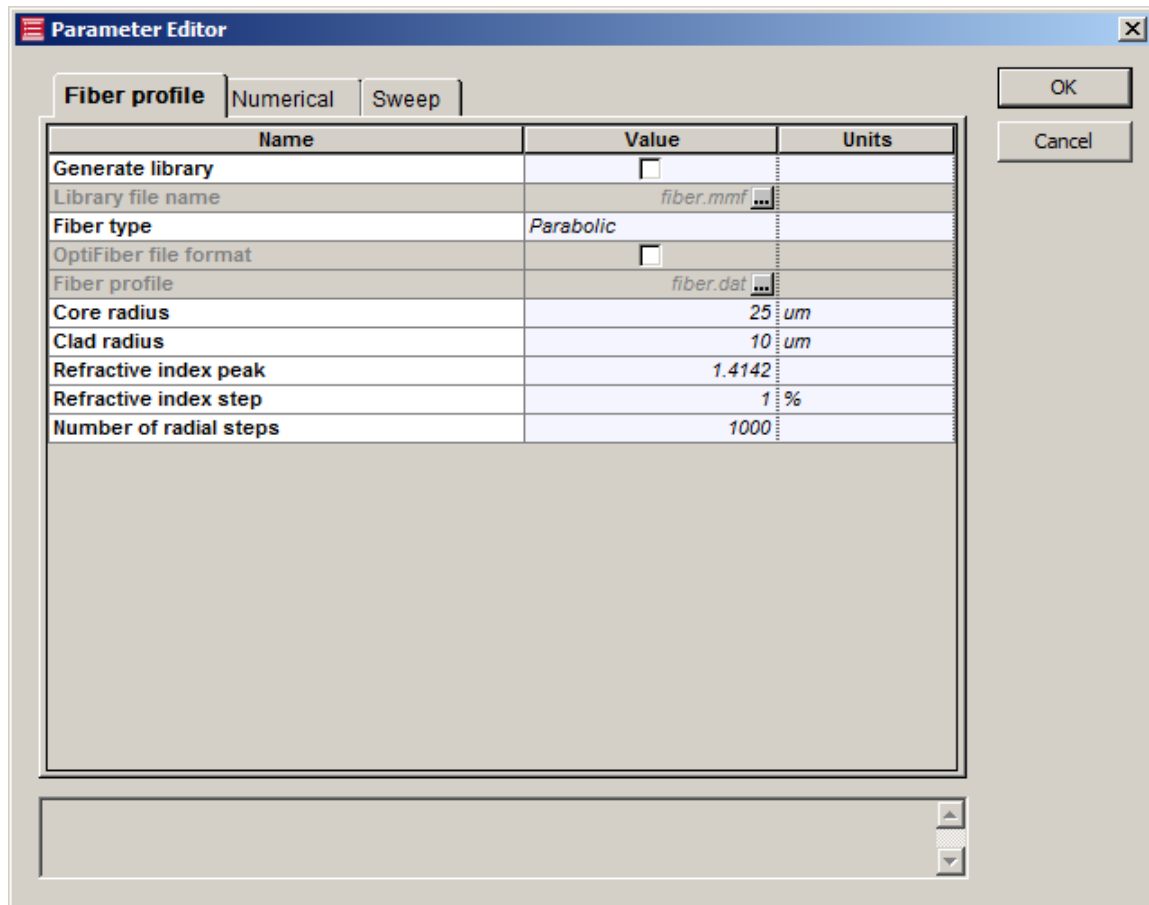 Parameter Editor
Fiber profile Numerical Sweep
OK
Cancel
Name Value Units
Generate library
Library file name fiber.mmf ...
Fiber type Parabolic
OptiFiber file format
Fiber profile fiber.dat ...
Core radius 25 um
Clad radius 10 um
Refractive index peak 1.4142
Refractive index step 1 %
Number of radial steps 1000